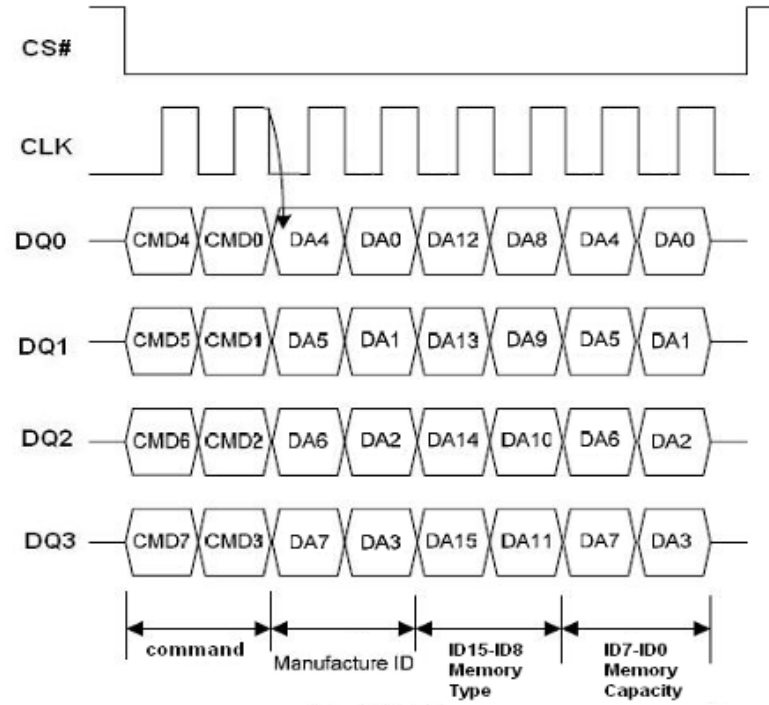 CS#
CLK
DQ0 CMD4 CMD0 DA4 DA0 DA12 DA8 DA4 DA0
DQ1 CMD5 CMD1 DA5 DA1 DA13 DA9 DA5 DA1
DQ2 CMD6 CMD2 DA6 DA2 DA14 DA10 DA6 DA2
DQ3 CMD7 CMD3 DA7 DA3 DA15 DA11 DA7 DA3
command
Manufacture ID
ID15-ID8
Memory
Type
ID7-ID0
Memory
Capacity